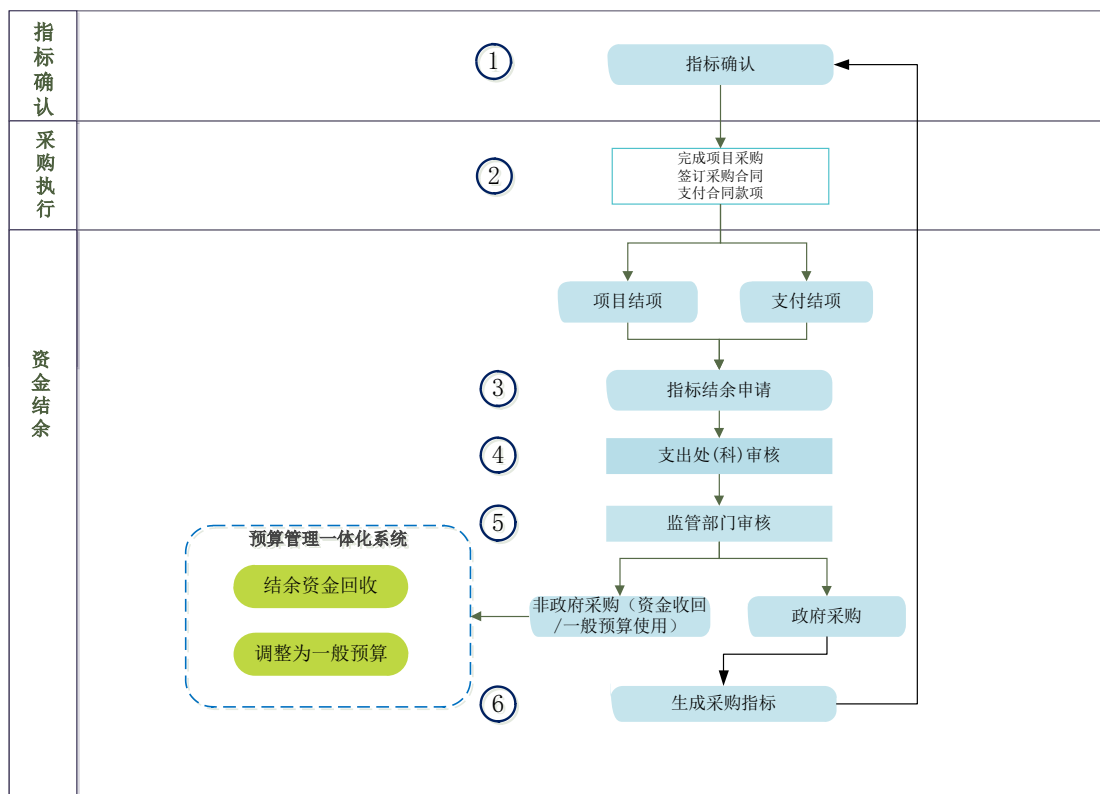 指标确认
①
指标确认
采购执行
②
完成项目采购
签订采购合同
支付合同款项
资金结余
项目结项
支付结项
③
指标结余申请
④
支出处(科)审核
⑤
监管部门审核
预算管理一体化系统
结余资金回收
调整为一般预算
非政府采购（资金收回
/一般预算使用）
政府采购
⑥
生成采购指标